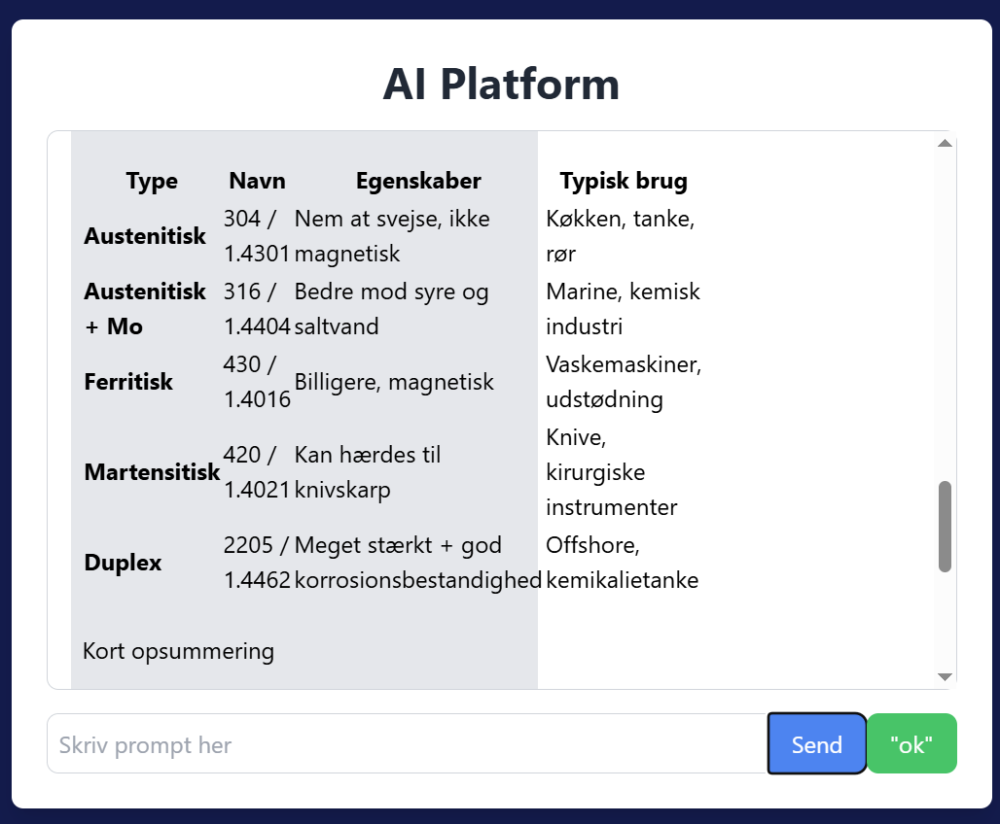 AI Platform
Type Navn Egenskaber Typisk brug
Austenitisk 304 / 1.4301 Nem at svejse, ikke magnetisk Køkken, tanke, rør
Austenitisk + Mo 316 / 1.4404 Bedre mod syre og saltvand Marine, kemisk industri
Ferritisk 430 / 1.4016 Billigere, magnetisk Vaskemaskiner, udstødning
Martensitisk 420 / 1.4021 Kan hærdes til knivskarp Knive, kirurgiske instrumenter
Duplex 2205 / 1.4462 Meget stærkt + god korrosionsbestandighed Offshore, kemikalietanke
Kort opsummering
Skriv prompt her
Send
"ok"